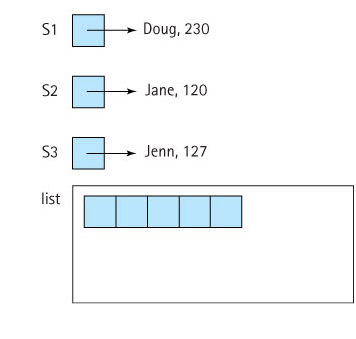 S1 Doug, 230
S2 Jane, 120
S3 Jenn, 127
list